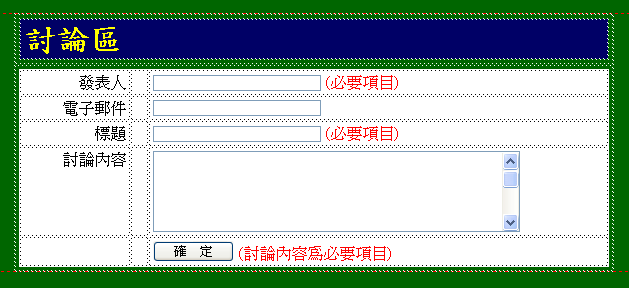 討論區
發表人 (必要項目)
電子郵件
標題 (必要項目)
討論內容
確 定 (討論內容為必要項目)